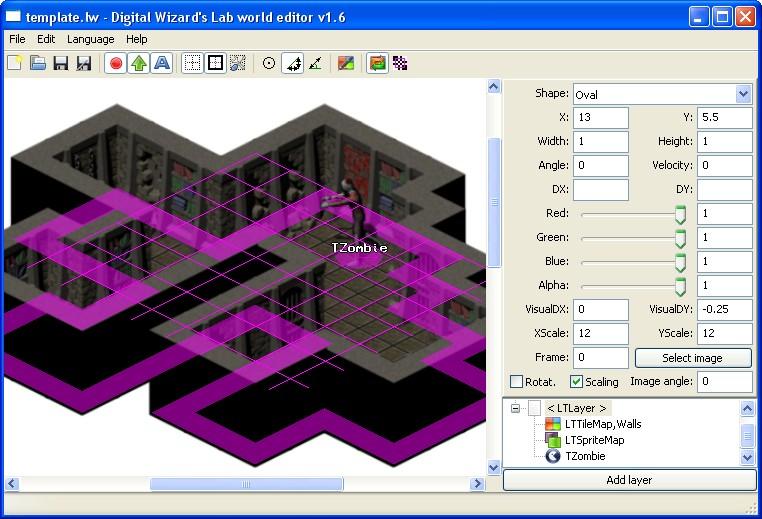 template.lw - Digital Wizard's Lab world editor v1.6
File Edit Language Help
A
Shape: Oval
X: 13 Y: 5.5
Width: 1 Height: 1
Angle: 0 Velocity: 0
DX: DY:
Red: 1
Green: 1
Blue: 1
Alpha: 1
VisualDX: 0 VisualDY: -0.25
XScale: 12 YScale: 12
Frame: 0 Select image
Rotat. Scaling Image angle: 0
TZombie
< LTLayer >
LTTileMap,Walls
LTSpriteMap
TZombie
Add layer